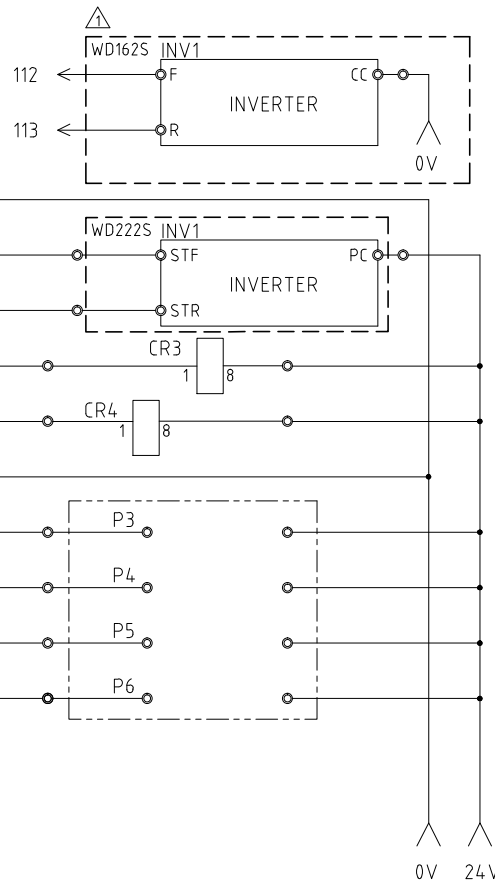 1
WD162S INV1
112 F CC
INVERTER
113 R
0V
WD222S INV1
STF PC
INVERTER
STR
CR3
1 8
CR4
1 8
P3
P4
P5
P6
0V 24V